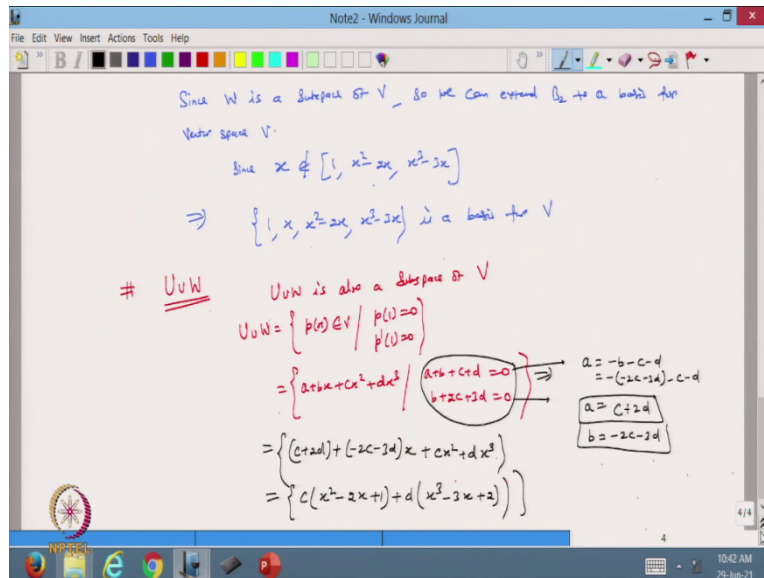 Note2 - Windows Journal
File Edit View Insert Actions Tools Help
Since W is a Subspace of V, So we can extend B₂ to a basis for
Vector space V.
Since x ∉ [1, x²-2x, x³-3x]
⇒ {1, x, x²-2x, x³-3x} is a basis for V
# U∪W U∪W is also a Subspace of V
U∪W = { p(x) ∈ V / p(1)=0
p'(1)=0 }
= { a+bx+cx²+dx³ / a+b+c+d=0
b+2c+3d=0 } ⇒
a = -b-c-d
= -(-2c-3d)-c-d
a = c+2d
b = -2c-3d
= { (c+2d)+(-2c-3d)x+cx²+dx³ }
= { c(x²-2x+1)+d(x³-3x+2) }
NPTEL
4/4
4
10:42 AM
29-Jun-21